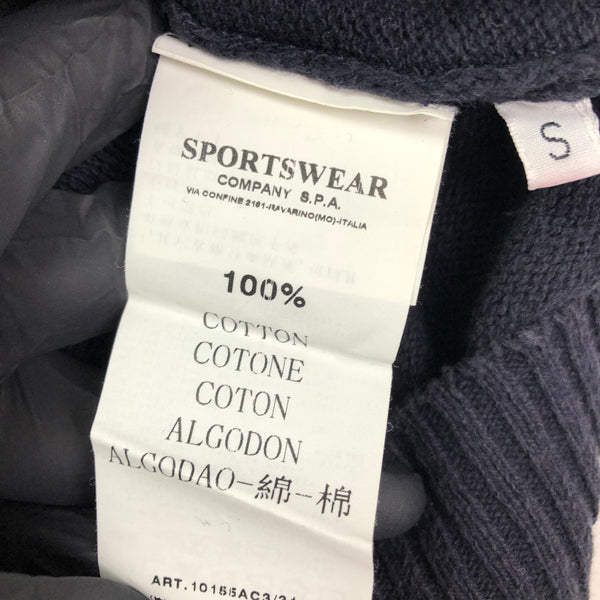 SPORTSWEAR
COMPANY S.P.A.
VIA CONFINE 2161-RAVARINO(MO)-ITALIA
S
100%
COTTON
COTONE
COTON
ALGODON
ALGODAO-綿-棉